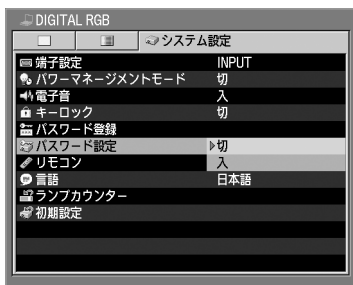 DIGITAL RGB
システム設定
端子設定 INPUT
パワーマネージメントモード 切
電子音 入
キーロック 切
パスワード登録
パスワード設定 切
リモコン 入
言語 日本語
ランプカウンター
初期設定